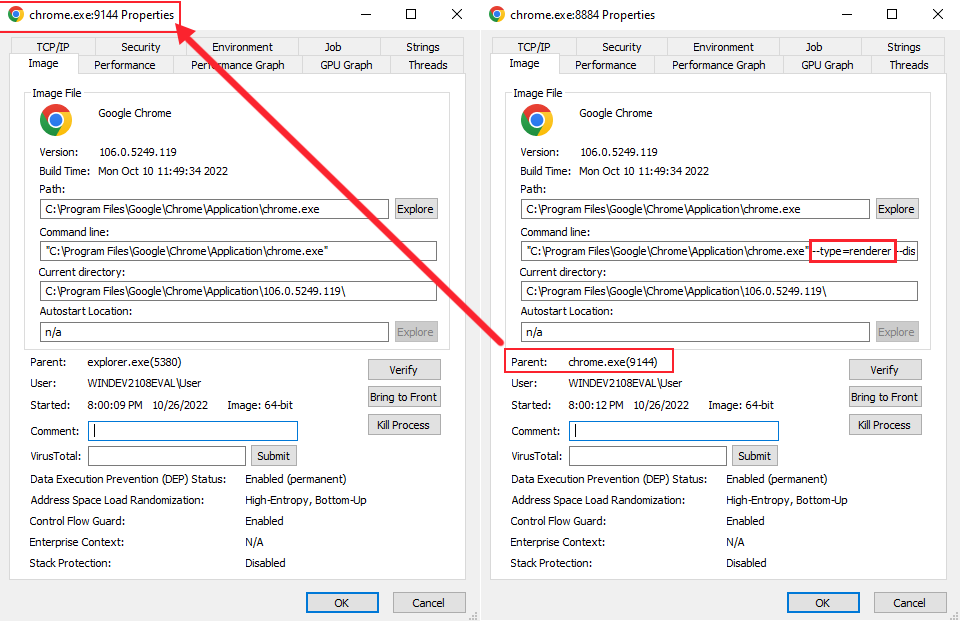 chrome.exe:9144 Properties
TCP/IP Security Environment Job Strings
Image Performance Performance Graph GPU Graph Threads
Image File
Google Chrome
Version: 106.0.5249.119
Build Time: Mon Oct 10 11:49:34 2022
Path:
C:\Program Files\Google\Chrome\Application\chrome.exe Explore
Command line:
"C:\Program Files\Google\Chrome\Application\chrome.exe"
Current directory:
C:\Program Files\Google\Chrome\Application\106.0.5249.119\
Autostart Location:
n/a Explore
Parent: explorer.exe(5380) Verify
User: WINDEV2108EVAL\User
Bring to Front
Started: 8:00:09 PM 10/26/2022 Image: 64-bit
Kill Process
Comment:
VirusTotal: Submit
Data Execution Prevention (DEP) Status: Enabled (permanent)
Address Space Load Randomization: High-Entropy, Bottom-Up
Control Flow Guard: Enabled
Enterprise Context: N/A
Stack Protection: Disabled
OK Cancel
chrome.exe:8884 Properties
TCP/IP Security Environment Job Strings
Image Performance Performance Graph GPU Graph Threads
Image File
Google Chrome
Version: 106.0.5249.119
Build Time: Mon Oct 10 11:49:34 2022
Path:
C:\Program Files\Google\Chrome\Application\chrome.exe Explore
Command line:
"C:\Program Files\Google\Chrome\Application\chrome.exe" --type=renderer --dis
Current directory:
C:\Program Files\Google\Chrome\Application\106.0.5249.119\
Autostart Location:
n/a Explore
Parent: chrome.exe(9144) Verify
User: WINDEV2108EVAL\User
Bring to Front
Started: 8:00:12 PM 10/26/2022 Image: 64-bit
Kill Process
Comment:
VirusTotal: Submit
Data Execution Prevention (DEP) Status: Enabled (permanent)
Address Space Load Randomization: High-Entropy, Bottom-Up
Control Flow Guard: Enabled
Enterprise Context: N/A
Stack Protection: Disabled
OK Cancel